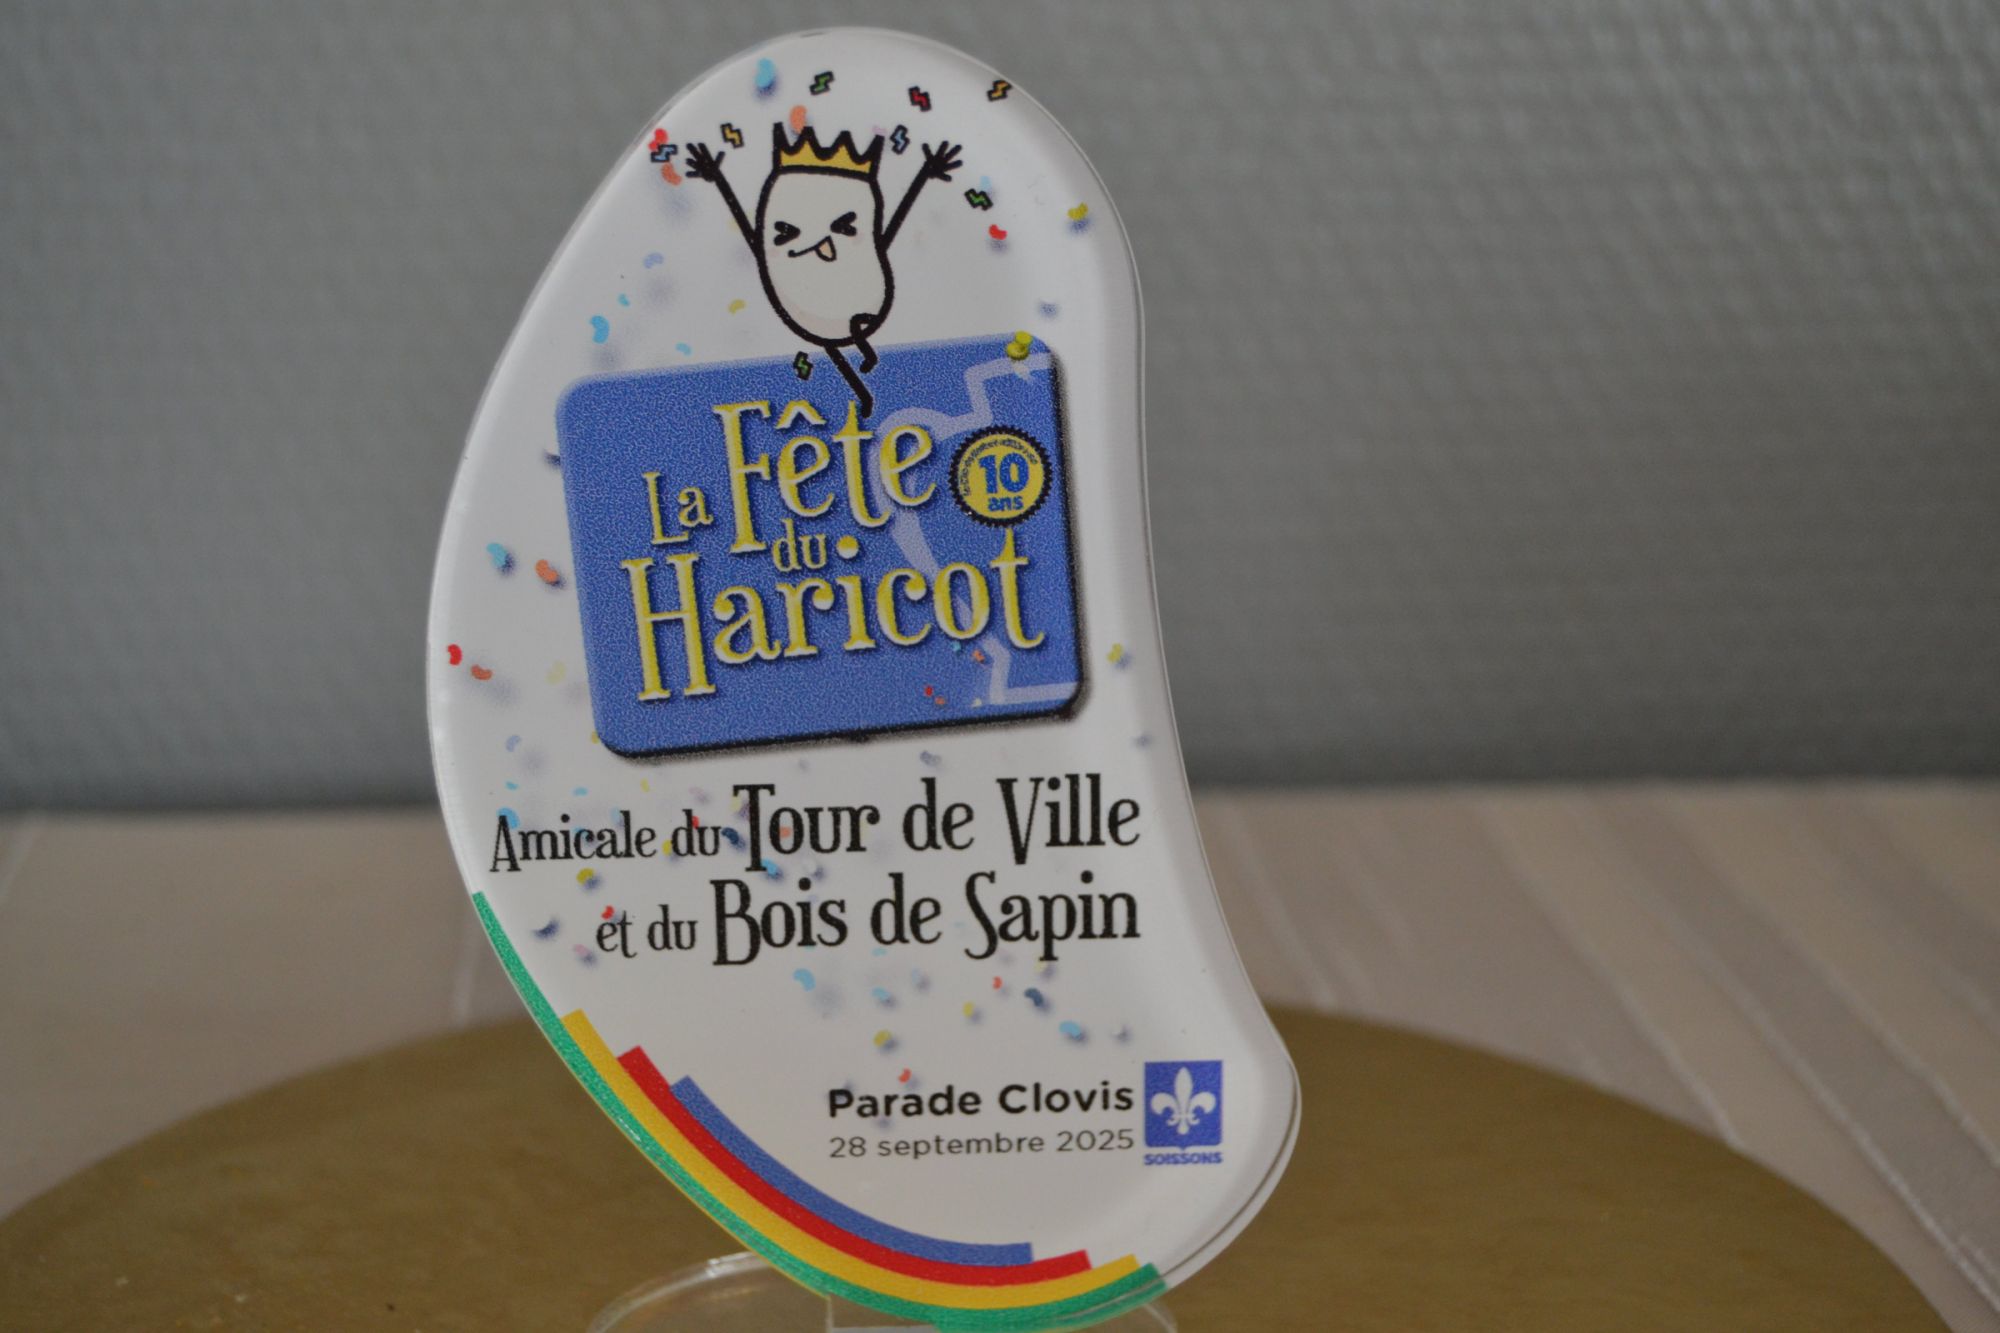 La Fête
du
Haricot
10
ans
Amicale du Tour de Ville
et du Bois de Sapin
Parade Clovis
28 septembre 2025
SOISSONS